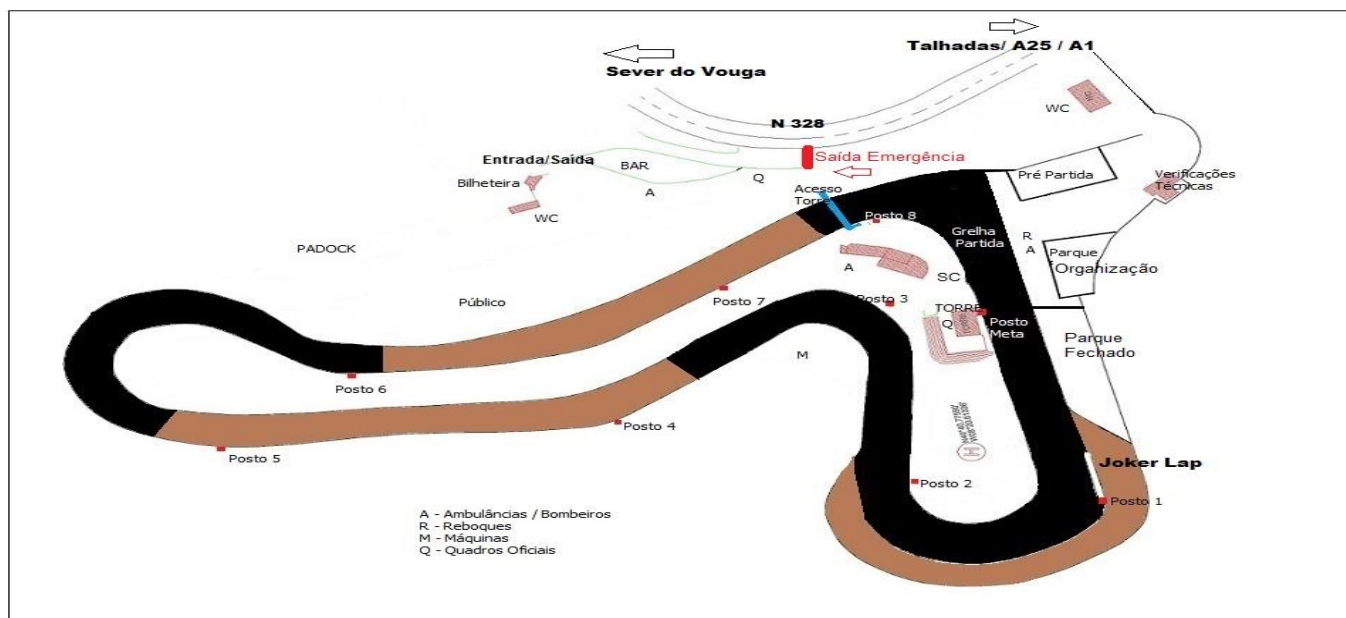 Talhadas/ A25 / A1
Sever do Vouga
N 328
WC
Entrada/Saída
BAR
Saída Emergência
Bilheteira
A
Q
Pré Partida
Verificações
Técnicas
Acesso
Torre
WC
Posto 8
PADOCK
Grelha
Partida
R
A
Parque
Organização
A
SC
Público
Posto 7
Posto 3
TORRE
Q
Posto
Meta
Parque
Fechado
M
Posto 6
Posto 4
Posto 5
H
Joker Lap
Posto 2
Posto 1
A - Ambulâncias / Bombeiros
R - Reboques
M - Máquinas
Q - Quadros Oficiais